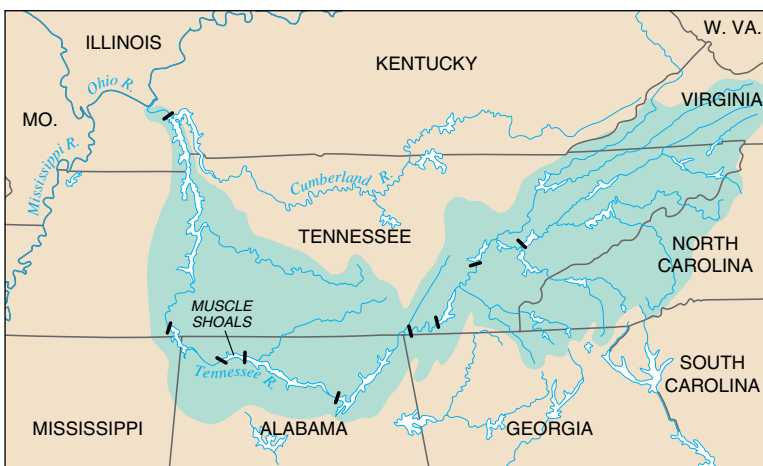 W. VA.
ILLINOIS
KENTUCKY
Ohio R.
VIRGINIA
MO.
Mississippi R.
Cumberland R.
TENNESSEE
NORTH
CAROLINA
MUSCLE
SHOALS
Tennessee R.
SOUTH
CAROLINA
MISSISSIPPI
ALABAMA
GEORGIA